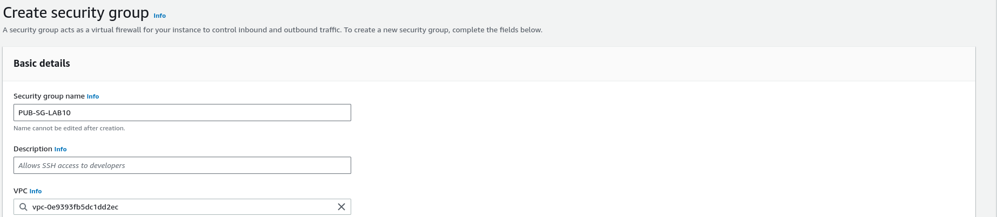 Create security group Info
A security group acts as a virtual firewall for your instance to control inbound and outbound traffic. To create a new security group, complete the fields below.
Basic details
Security group name Info
PUB-SG-LAB10
Name cannot be edited after creation.
Description Info
Allows SSH access to developers
VPC Info
vpc-0e9393fb5dc1dd2ec